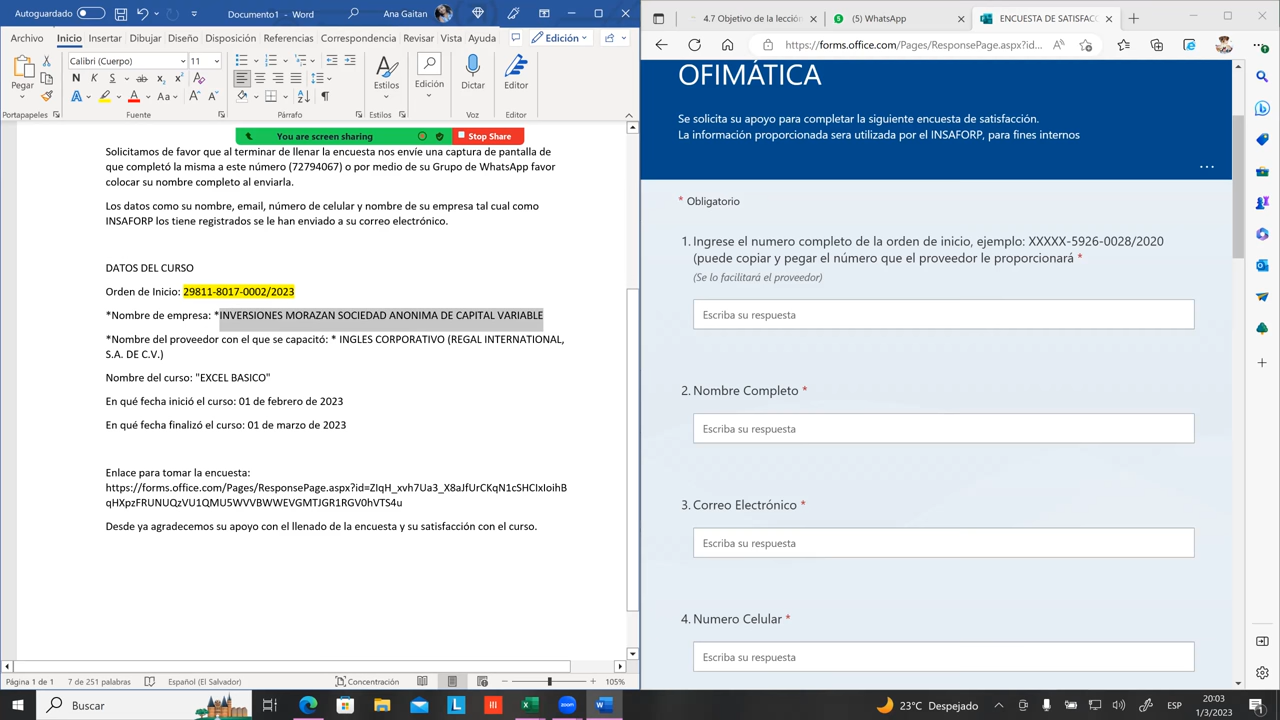 Autoguardado
Documento1 - Word
Ana Gaitan
Archivo Inicio Insertar Dibujar Diseño Disposición Referencias Correspondencia Revisar Vista Ayuda
Edición
Pegar
Calibri (Cuerpo) 11
N K S ab x₂ x²
Estilos
Edición
Dictar
Editor
Portapapeles Fuente Párrafo Estilos Voz Editor
You are screen sharing
Stop Share
Solicitamos de favor que al terminar de llenar la encuesta nos envíe una captura de pantalla de
que completó la misma a este número (72794067) o por medio de su Grupo de WhatsApp favor
colocar su nombre completo al enviarla.
Los datos como su nombre, email, número de celular y nombre de su empresa tal cual como
INSAFORP los tiene registrados se le han enviado a su correo electrónico.
DATOS DEL CURSO
Orden de Inicio: 29811-8017-0002/2023
*Nombre de empresa: *INVERSIONES MORAZAN SOCIEDAD ANONIMA DE CAPITAL VARIABLE
*Nombre del proveedor con el que se capacitó: * INGLES CORPORATIVO (REGAL INTERNATIONAL,
S.A. DE C.V.)
Nombre del curso: "EXCEL BASICO"
En qué fecha inició el curso: 01 de febrero de 2023
En qué fecha finalizó el curso: 01 de marzo de 2023
Enlace para tomar la encuesta:
https://forms.office.com/Pages/ResponsePage.aspx?id=ZIqH_xvh7Ua3_X8aJfUrCKqN1cSHCIxIoihB
qHXpzFRUNUQzVU1QMU5WVVBWWEVGMTJGR1RGV0hVTS4u
Desde ya agradecemos su apoyo con el llenado de la encuesta y su satisfacción con el curso.
Página 1 de 1 7 de 251 palabras Español (El Salvador) Concentración 105%
4.7 Objetivo de la lección
(5) WhatsApp
ENCUESTA DE SATISFACC
https://forms.office.com/Pages/ResponsePage.aspx?id...
OFIMÁTICA
Se solicita su apoyo para completar la siguiente encuesta de satisfacción.
La información proporcionada sera utilizada por el INSAFORP, para fines internos
...
* Obligatorio
1. Ingrese el numero completo de la orden de inicio, ejemplo: XXXXX-5926-0028/2020
(puede copiar y pegar el número que el proveedor le proporcionará *
(Se lo facilitará el proveedor)
Escriba su respuesta
2. Nombre Completo *
Escriba su respuesta
3. Correo Electrónico *
Escriba su respuesta
4. Numero Celular *
Escriba su respuesta
Buscar
23°C Despejado
ESP
20:03
1/3/2023